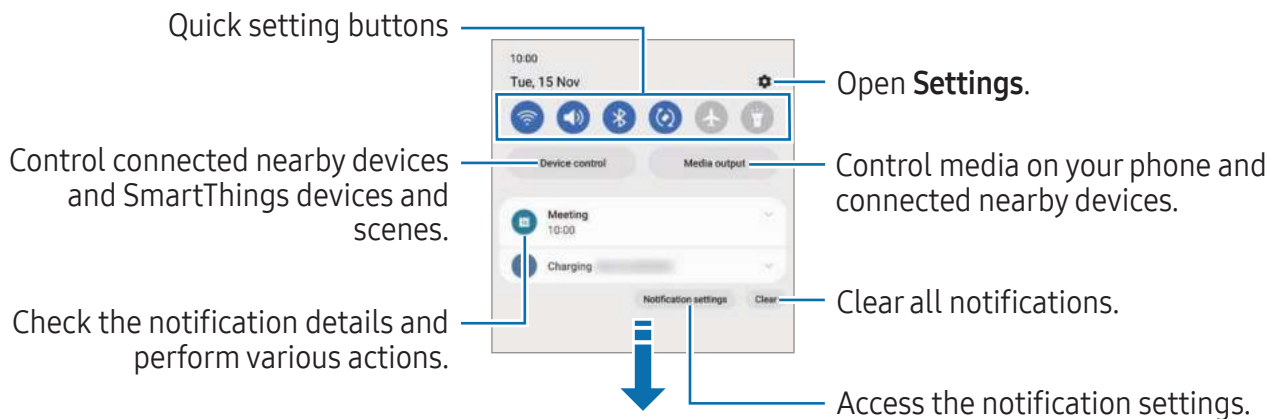 Quick setting buttons
10:00
Tue, 15 Nov
Open Settings.
Control connected nearby devices
and SmartThings devices and
scenes.
Device control
Media output
Control media on your phone and
connected nearby devices.
Meeting
10:00
Charging
Notification settings
Clear
Clear all notifications.
Check the notification details and
perform various actions.
Access the notification settings.